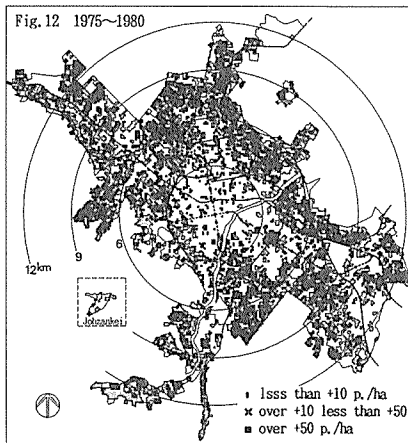 Fig. 12 1975～1980
12km
9
6
Johzankei
lsss than +10 p./ha
over +10 less than +50
over +50 p./ha